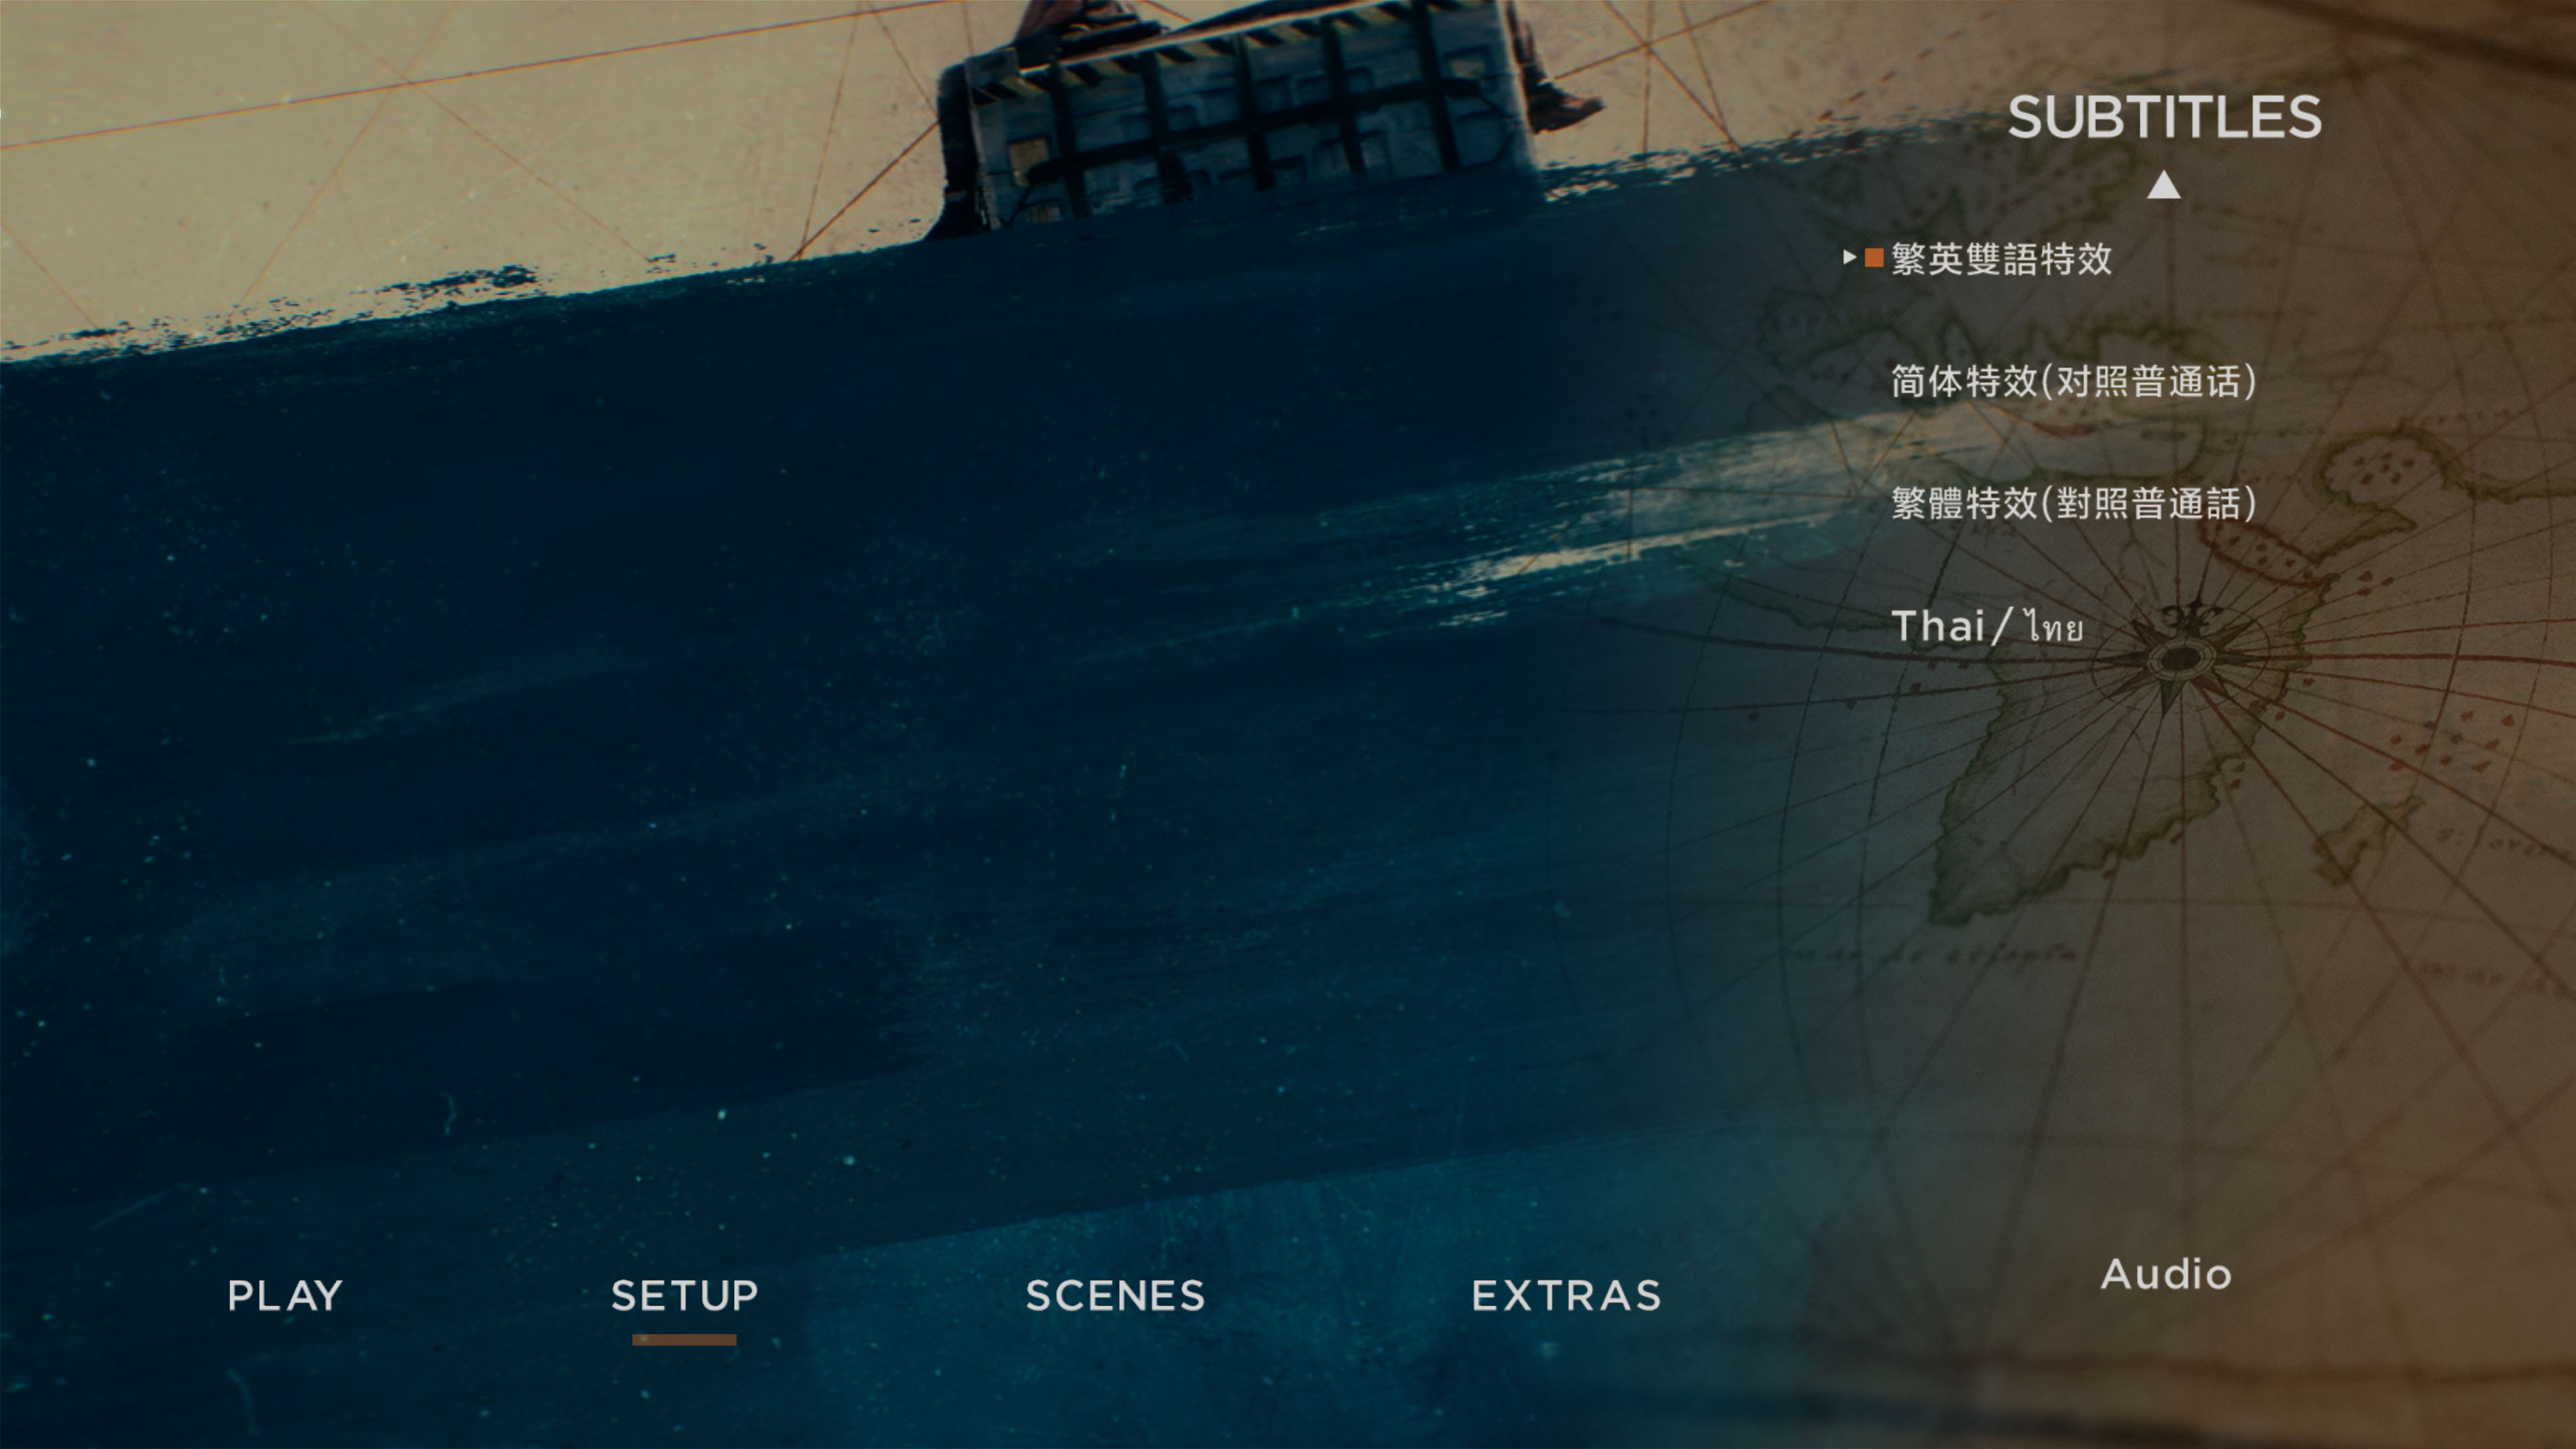 SUBTITLES
繁英雙語特效
简体特效(对照普通话)
繁體特效(對照普通話)
Thai/ไทย
Audio
PLAY
SETUP
SCENES
EXTRAS